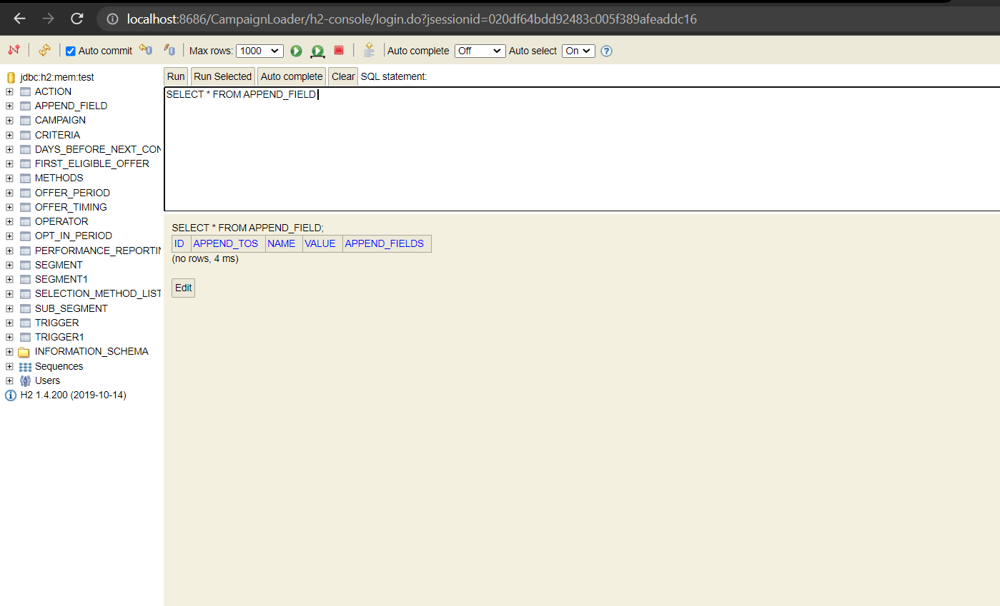 localhost:8686/CampaignLoader/h2-console/login.do?jsessionid=020df64bdd92483c005f389afeaddc16
Auto commit Max rows: 1000 Auto complete Off Auto select On ?
jdbc:h2:mem:test
ACTION
APPEND_FIELD
CAMPAIGN
CRITERIA
DAYS_BEFORE_NEXT_CON
FIRST_ELIGIBLE_OFFER
METHODS
OFFER_PERIOD
OFFER_TIMING
OPERATOR
OPT_IN_PERIOD
PERFORMANCE_REPORTIN
SEGMENT
SEGMENT1
SELECTION_METHOD_LIST
SUB_SEGMENT
TRIGGER
TRIGGER1
INFORMATION_SCHEMA
Sequences
Users
H2 1.4.200 (2019-10-14)
Run Run Selected Auto complete Clear SQL statement:
SELECT * FROM APPEND_FIELD
SELECT * FROM APPEND_FIELD;
ID APPEND_TOS NAME VALUE APPEND_FIELDS
(no rows, 4 ms)
Edit